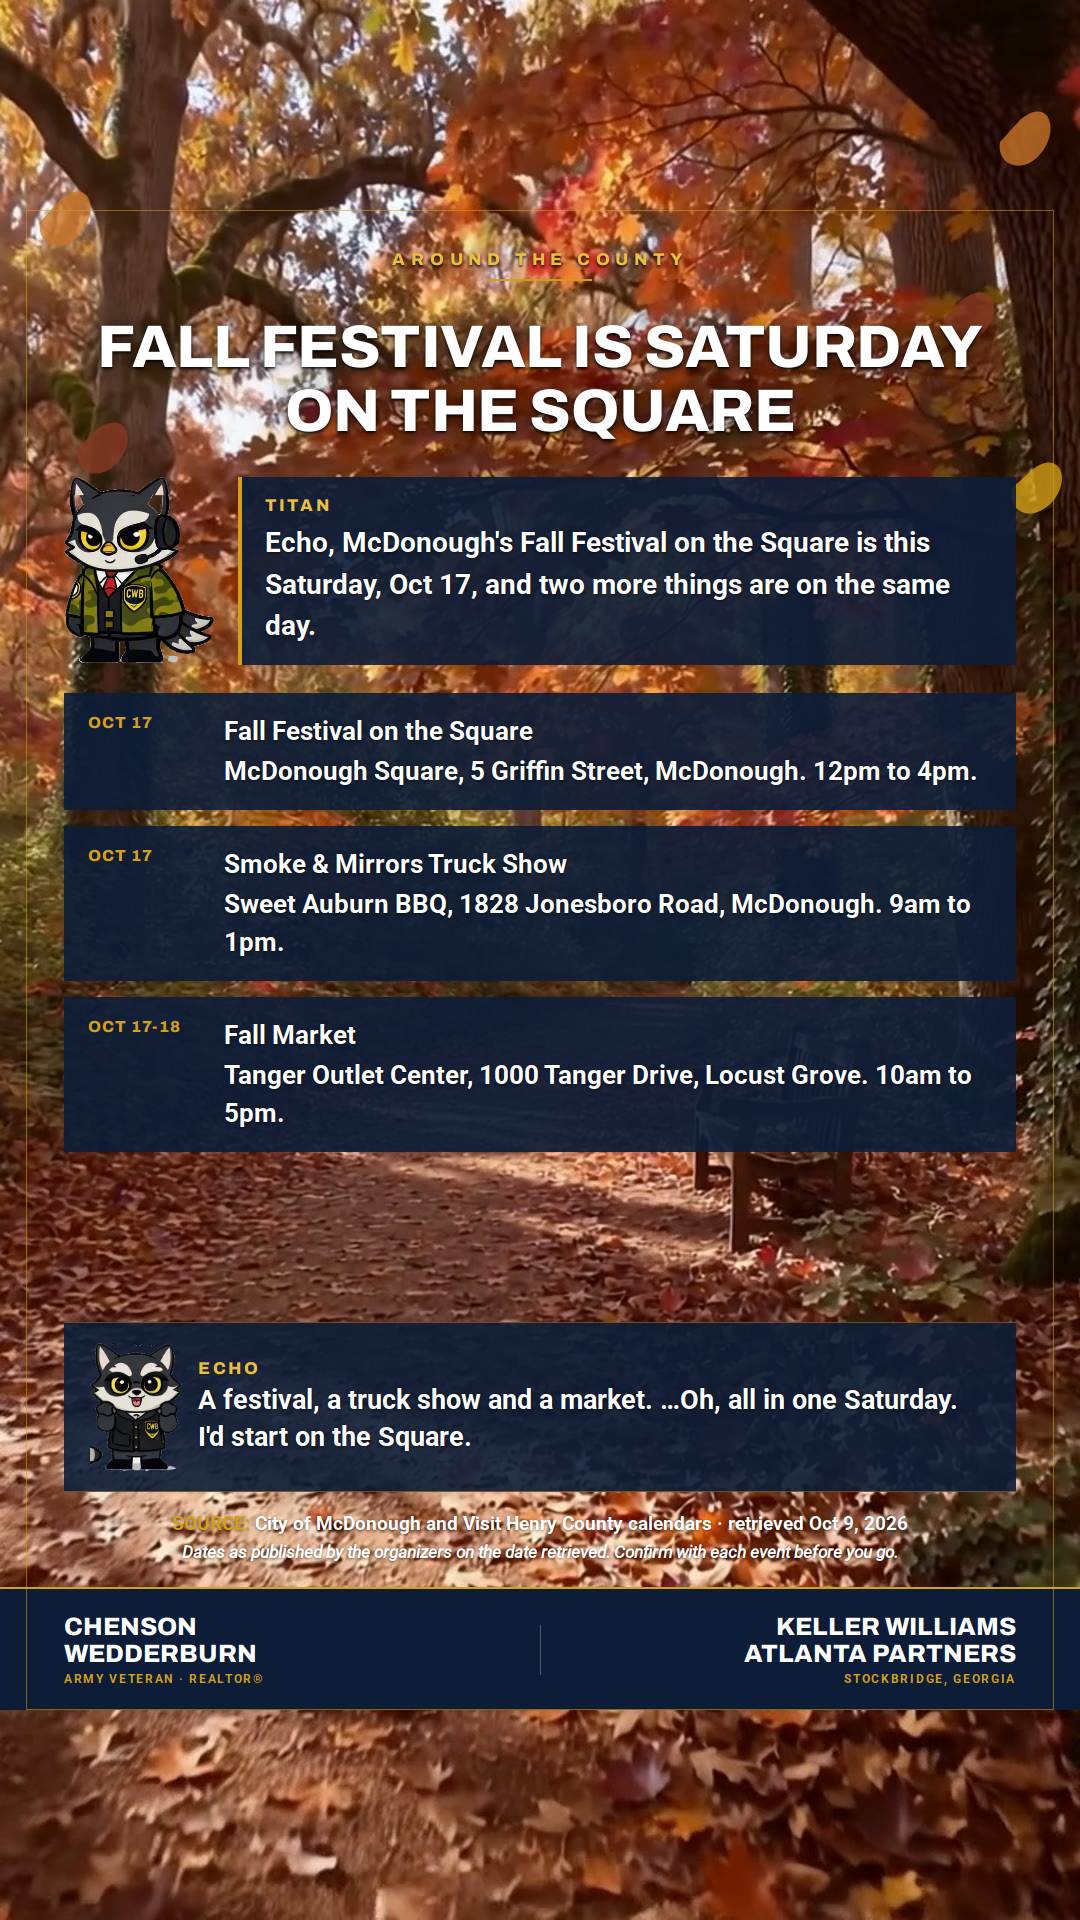 AROUND THE COUNTY
FALL FESTIVAL IS SATURDAY
ON THE SQUARE
TITAN
Echo, McDonough's Fall Festival on the Square is this
Saturday, Oct 17, and two more things are on the same
day.
CWB
OCT 17
Fall Festival on the Square
McDonough Square, 5 Griffin Street, McDonough. 12pm to 4pm.
OCT 17
Smoke & Mirrors Truck Show
Sweet Auburn BBQ, 1828 Jonesboro Road, McDonough. 9am to
1pm.
OCT 17-18
Fall Market
Tanger Outlet Center, 1000 Tanger Drive, Locust Grove. 10am to
5pm.
ECHO
A festival, a truck show and a market. ...Oh, all in one Saturday.
I'd start on the Square.
CWB
SOURCE: City of McDonough and Visit Henry County calendars · retrieved Oct 9, 2026
Dates as published by the organizers on the date retrieved. Confirm with each event before you go.
CHENSON
WEDDERBURN
ARMY VETERAN · REALTOR®
KELLER WILLIAMS
ATLANTA PARTNERS
STOCKBRIDGE, GEORGIA